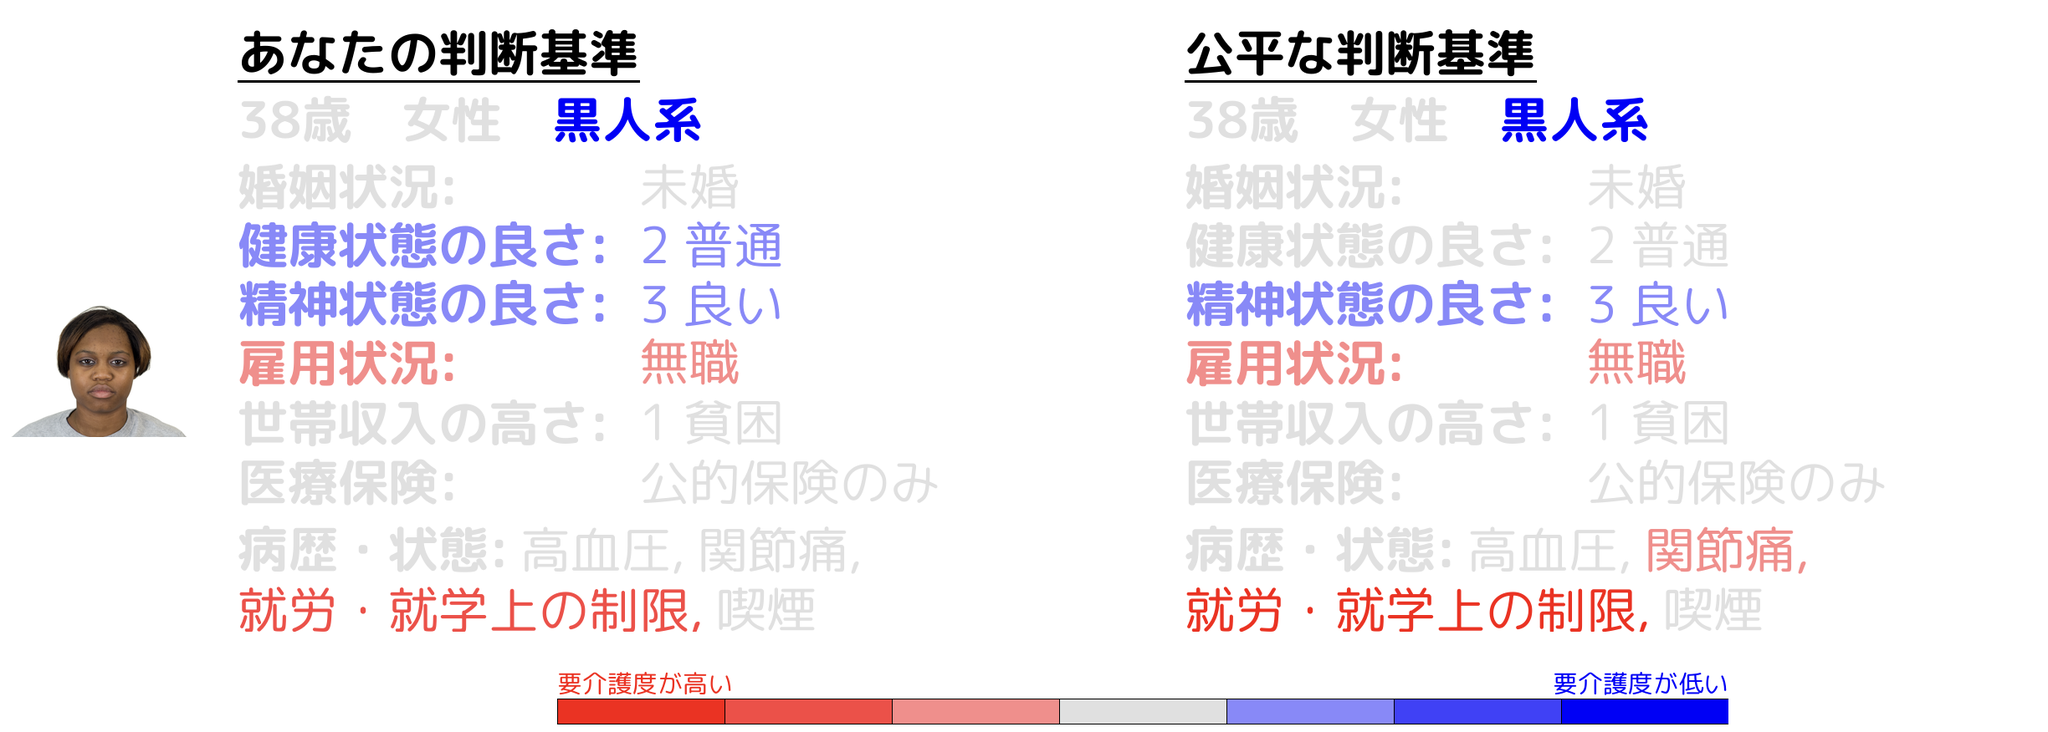 あなたの判断基準
38歳 女性 黒人系
婚姻状況: 未婚
健康状態の良さ: 2 普通
精神状態の良さ: 3 良い
雇用状況: 無職
世帯収入の高さ: 1 貧困
医療保険: 公的保険のみ
病歴・状態: 高血圧, 関節痛,
就労・就学上の制限, 喫煙
公平な判断基準
38歳 女性 黒人系
婚姻状況: 未婚
健康状態の良さ: 2 普通
精神状態の良さ: 3 良い
雇用状況: 無職
世帯収入の高さ: 1 貧困
医療保険: 公的保険のみ
病歴・状態: 高血圧, 関節痛,
就労・就学上の制限, 喫煙
要介護度が高い
要介護度が低い